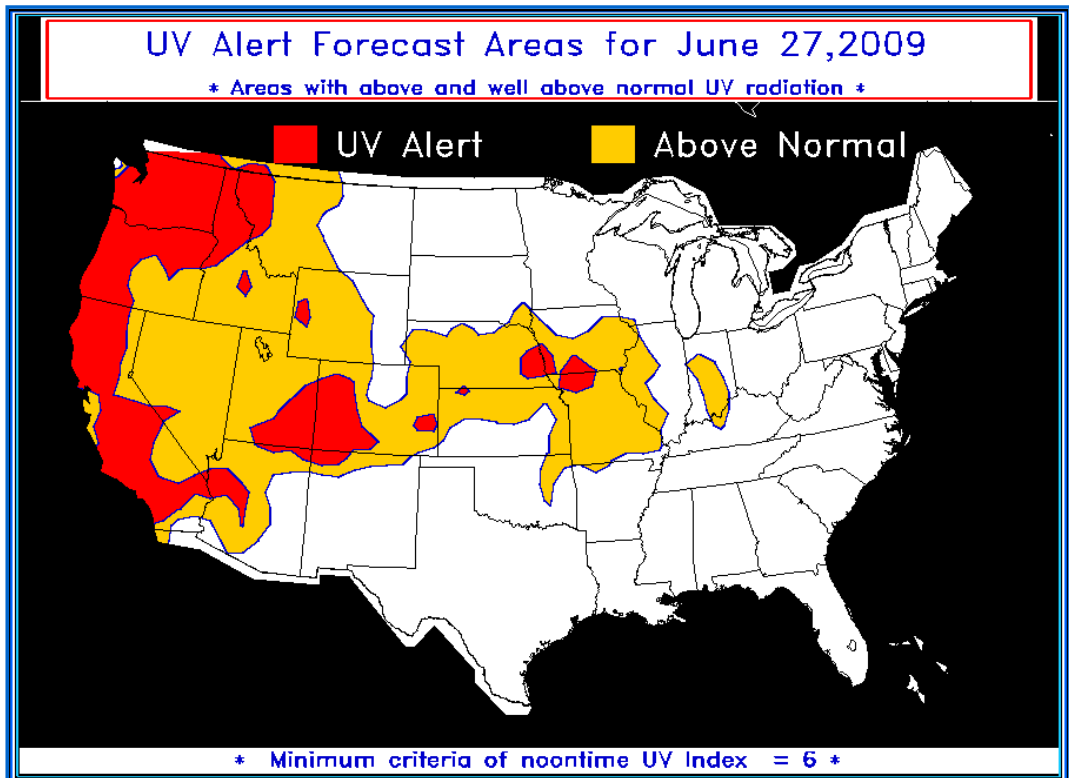 UV Alert Forecast Areas for June 27,2009
* Areas with above and well above normal UV radiation *
UV Alert
Above Normal
* Minimum criteria of noontime UV Index = 6 *